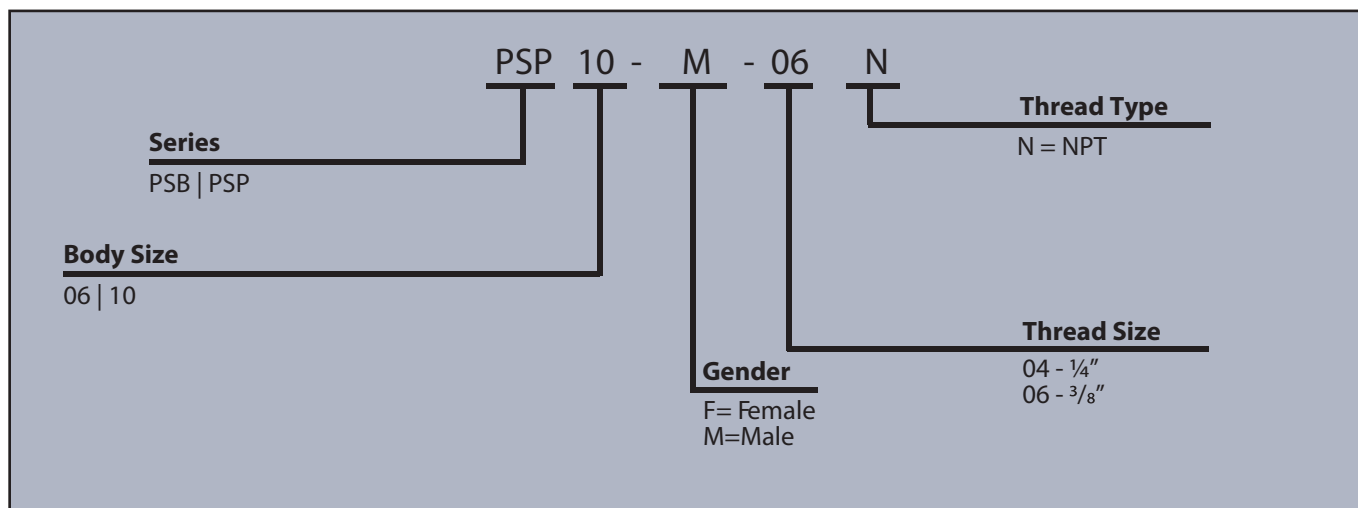 PSP 10 - M - 06 N
Thread Type
N = NPT
Series
PSB | PSP
Body Size
06 | 10
Thread Size
04 - ¼”
06 - ³/₈”
Gender
F= Female
M=Male